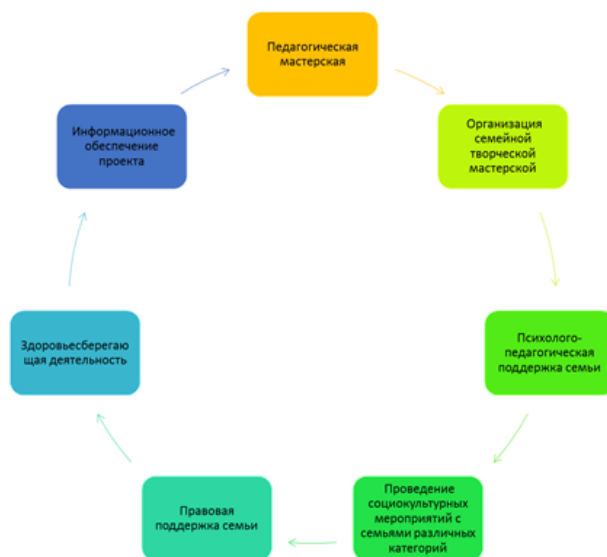 Педагогическая
мастерская
Организация
семейной
творческой
мастерской
Психолого-
педагогическая
поддержка семьи
Проведение
социокультурных
мероприятий с
семьями различных
категорий
Правовая
поддержка семьи
Здоровьесберегаю
щая деятельность
Информационное
обеспечение
проекта